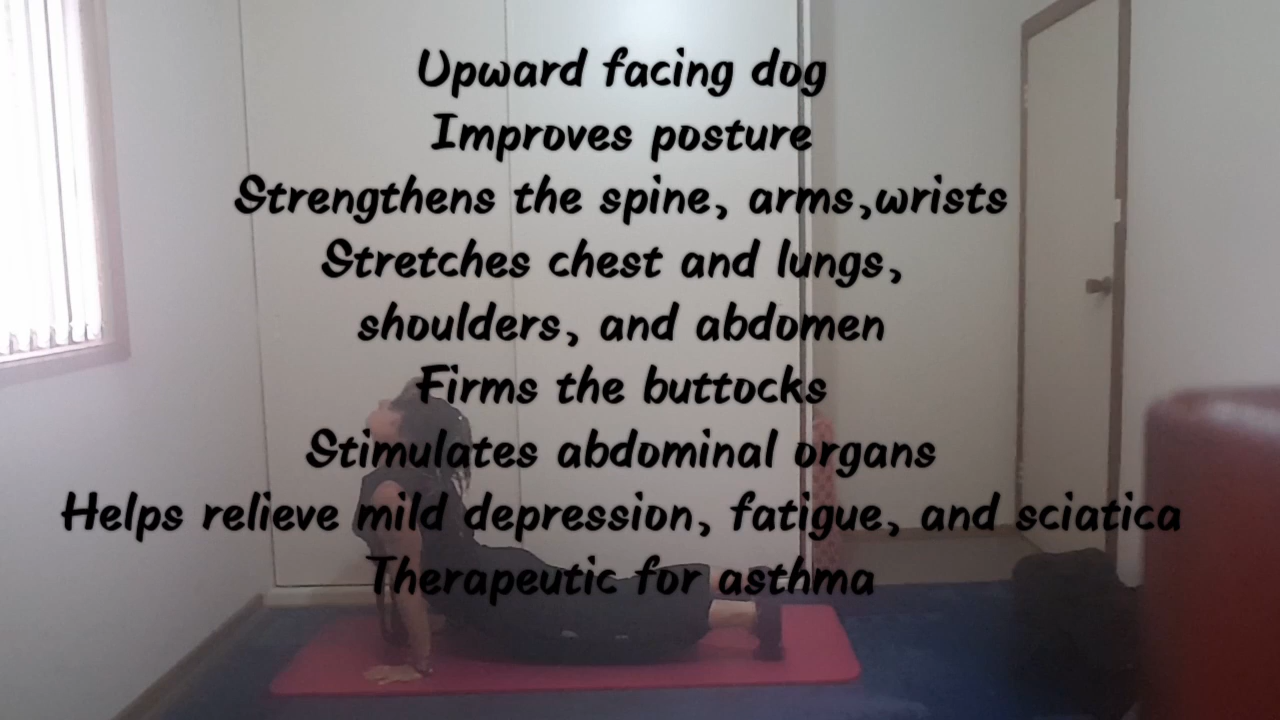 Upward facing dog
Improves posture
Strengthens the spine, arms,wrists
Stretches chest and lungs,
shoulders, and abdomen
Firms the buttocks
Stimulates abdominal organs
Helps relieve mild depression, fatigue, and sciatica
Therapeutic for asthma